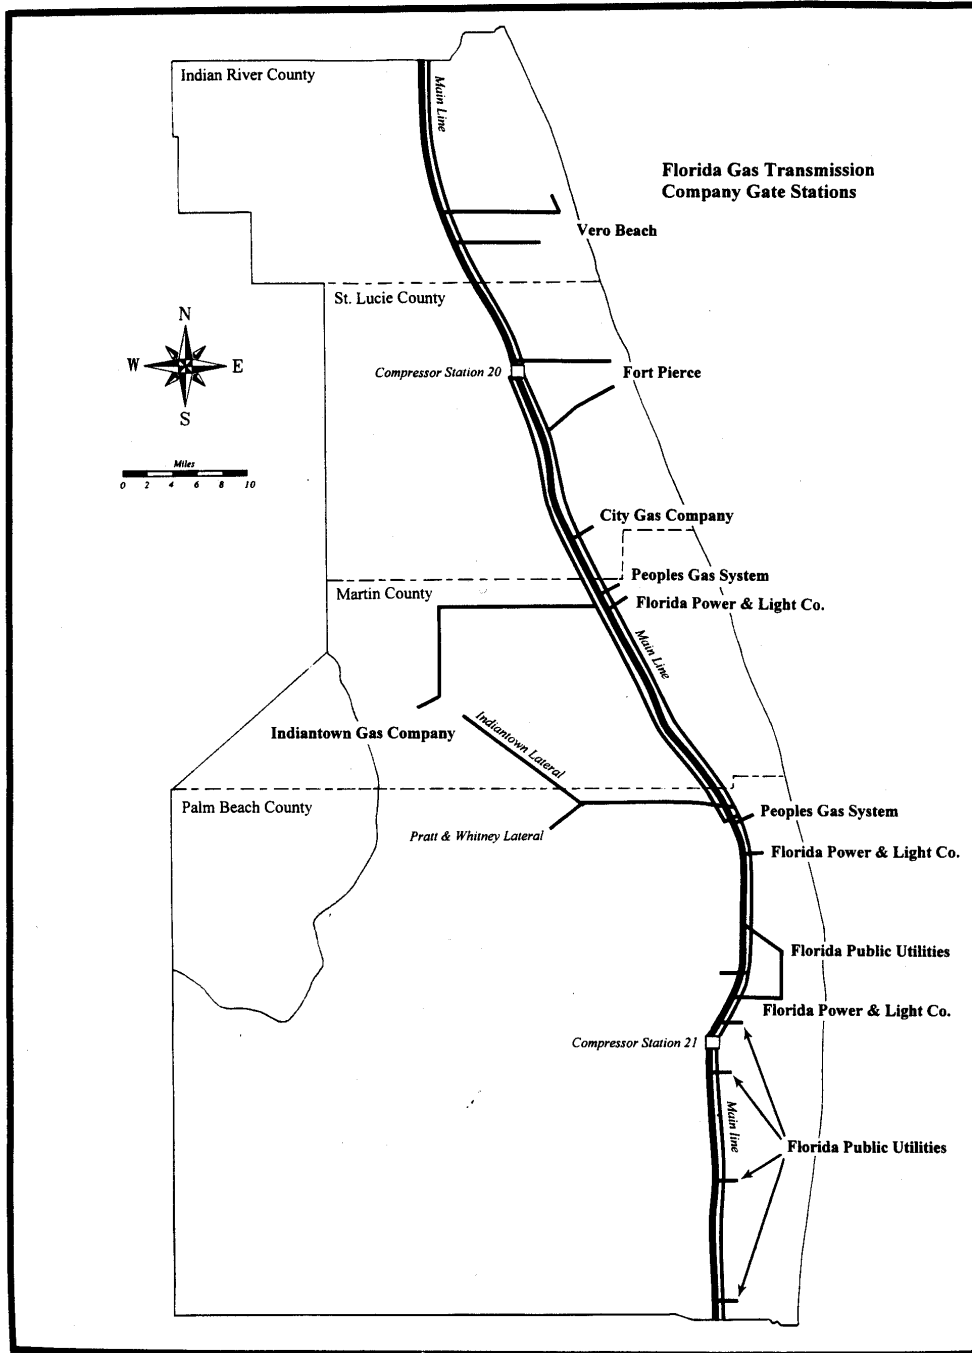 Indian River County
Main Line
Florida Gas Transmission
Company Gate Stations
Vero Beach
St. Lucie County
N
W
E
S
Compressor Station 20
Fort Pierce
Miles
0 2 4 6 8 10
City Gas Company
Peoples Gas System
Martin County
Florida Power & Light Co.
Main Line
Indiantown Gas Company
Indiantown Lateral
Palm Beach County
Peoples Gas System
Pratt & Whitney Lateral
Florida Power & Light Co.
Florida Public Utilities
Florida Power & Light Co.
Compressor Station 21
Main line
Florida Public Utilities